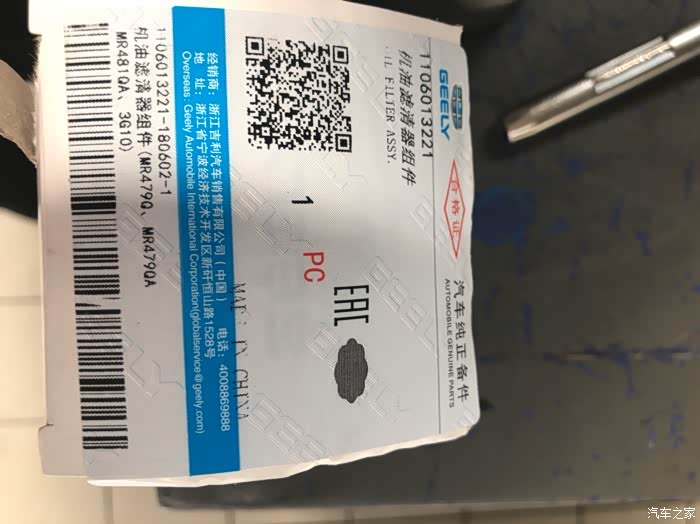 GEELY
1106013221
机油滤清器组件
OIL FILTER ASSY.
合格证
汽车纯正备件
AUTOMOBILE GENUINE PARTS
1
PC
EAC
MADE IN CHINA
经销商：浙江吉利汽车销售有限公司（中国） 电话：4008869888
地 址：浙江省宁波经济技术开发区新矸恒山路1528号
Overseas: Geely Automobile International Corporation(globalservice@geely.com)
1106013221-180602-1
机油滤清器组件(MR479Q、MR479QA
MR481QA、3G10)
汽车之家